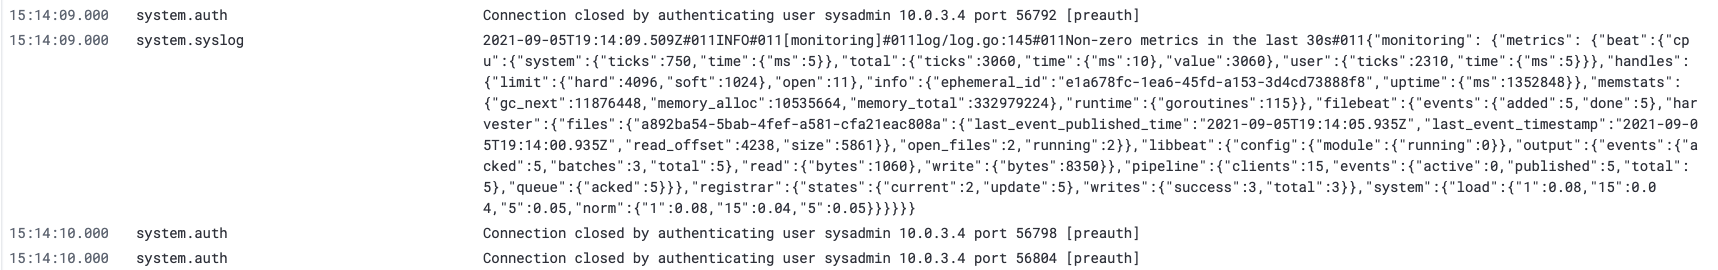 15:14:09.000 system.auth Connection closed by authenticating user sysadmin 10.0.3.4 port 56792 [preauth]
15:14:09.000 system.syslog 2021-09-05T19:14:09.509Z#011INFO#011[monitoring]#011log/log.go:145#011Non-zero metrics in the last 30s#011{"monitoring": {"metrics": {"beat":{"cp
u":{"system":{"ticks":750,"time":{"ms":5}},"total":{"ticks":3060,"time":{"ms":10},"value":3060},"user":{"ticks":2310,"time":{"ms":5}}},"handles":
{"limit":{"hard":4096,"soft":1024},"open":11},"info":{"ephemeral_id":"e1a678fc-1ea6-45fd-a153-3d4cd73888f8","uptime":{"ms":1352848}},"memstats":
{"gc_next":11876448,"memory_alloc":10535664,"memory_total":332979224},"runtime":{"goroutines":115}},"filebeat":{"events":{"added":5,"done":5},"har
vester":{"files":{"a892ba54-5bab-4fef-a581-cfa21eac808a":{"last_event_published_time":"2021-09-05T19:14:05.935Z","last_event_timestamp":"2021-09-0
5T19:14:00.935Z","read_offset":4238,"size":5861}},"open_files":2,"running":2}},"libbeat":{"config":{"module":{"running":0}},"output":{"events":{"a
cked":5,"batches":3,"total":5},"read":{"bytes":1060},"write":{"bytes":8350}},"pipeline":{"clients":15,"events":{"active":0,"published":5,"total":
5},"queue":{"acked":5}}},"registrar":{"states":{"current":2,"update":5},"writes":{"success":3,"total":3}},"system":{"load":{"1":0.08,"15":0.0
4,"5":0.05,"norm":{"1":0.08,"15":0.04,"5":0.05}}}}}}
15:14:10.000 system.auth Connection closed by authenticating user sysadmin 10.0.3.4 port 56798 [preauth]
15:14:10.000 system.auth Connection closed by authenticating user sysadmin 10.0.3.4 port 56804 [preauth]